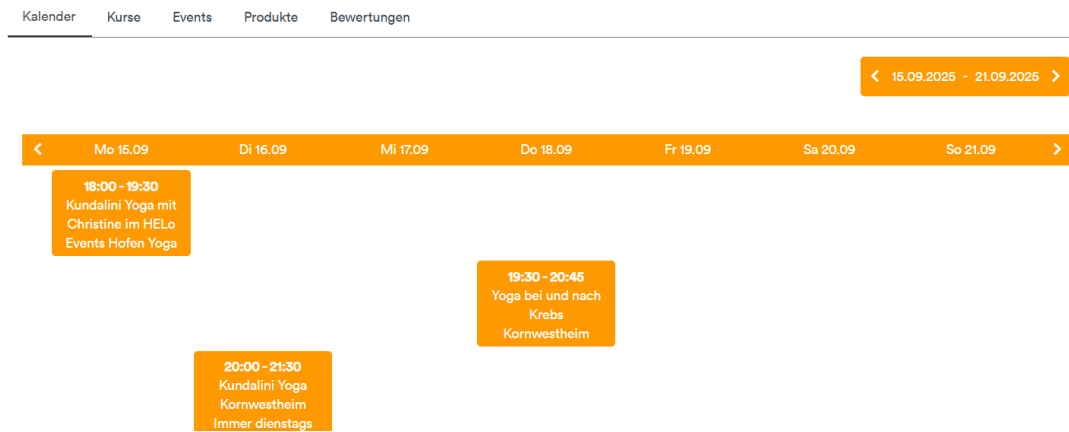 Kalender Kurse Events Produkte Bewertungen
15.09.2025 - 21.09.2025
Mo 15.09 Di 16.09 Mi 17.09 Do 18.09 Fr 19.09 Sa 20.09 So 21.09
18:00 - 19:30
Kundalini Yoga mit
Christine im HELo
Events Hofen Yoga
19:30 - 20:45
Yoga bei und nach
Krebs
Kornwestheim
20:00 - 21:30
Kundalini Yoga
Kornwestheim
Immer dienstags